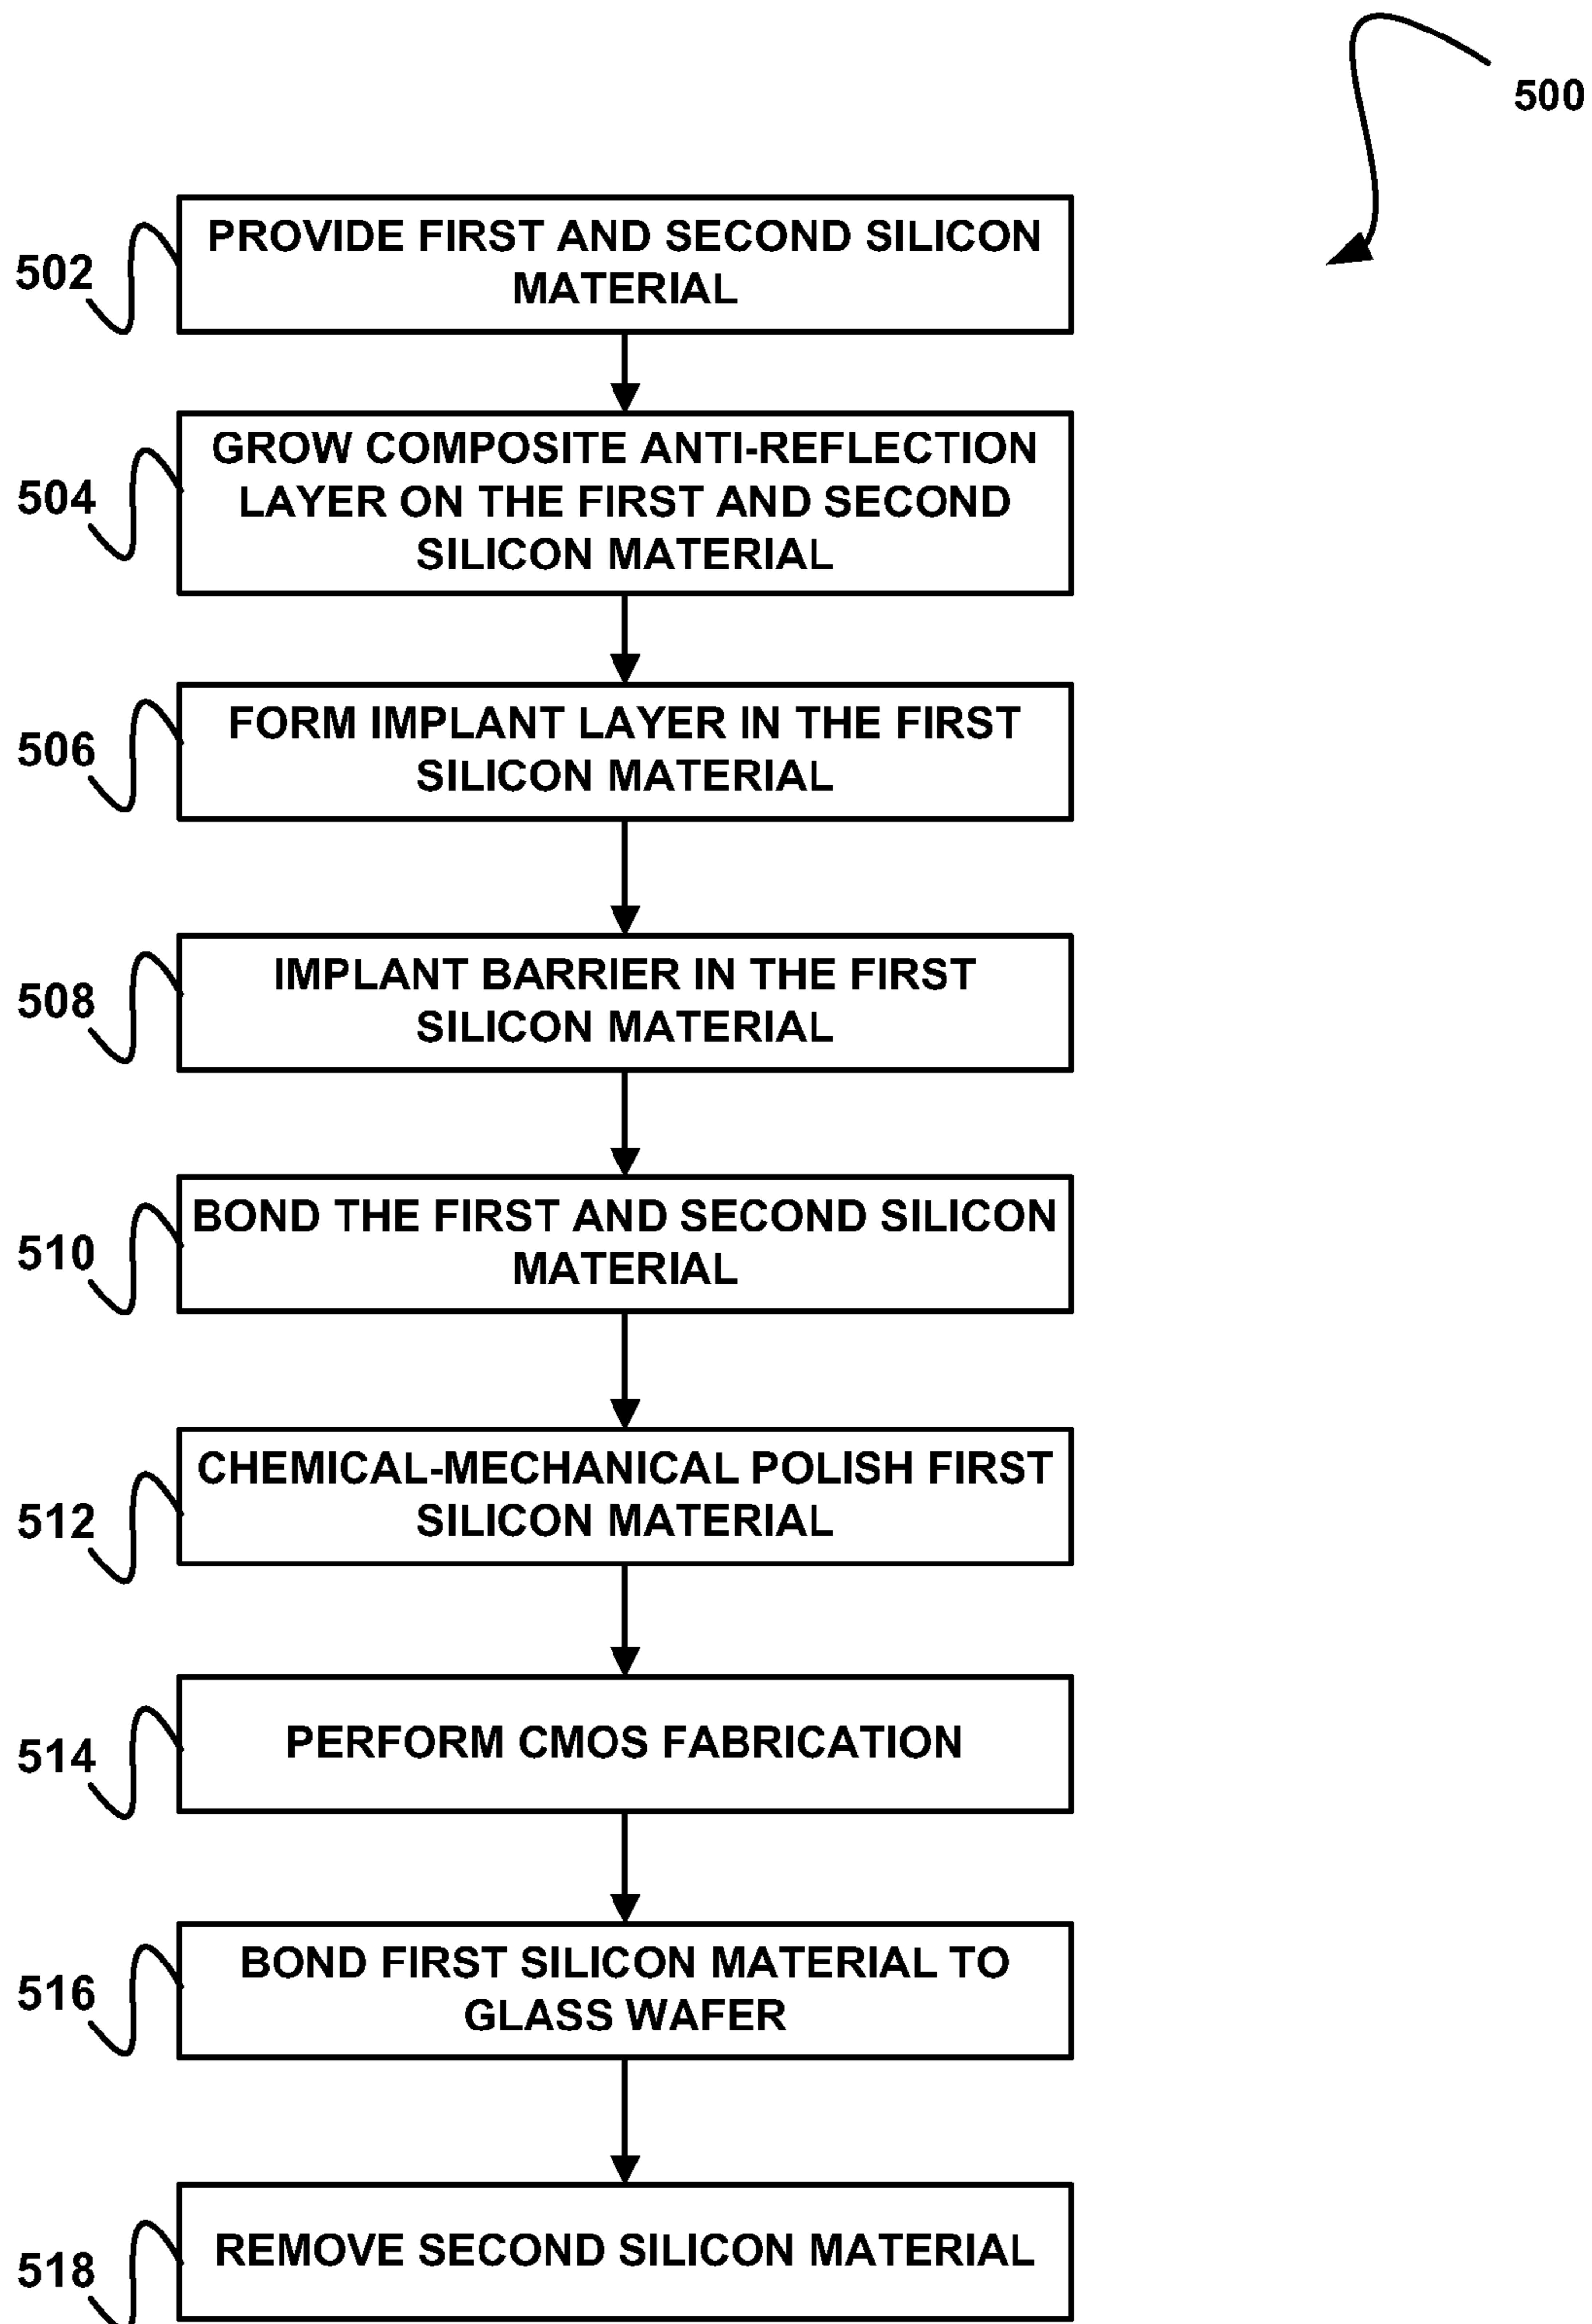 500
502
PROVIDE FIRST AND SECOND SILICON
MATERIAL
504
GROW COMPOSITE ANTI-REFLECTION
LAYER ON THE FIRST AND SECOND
SILICON MATERIAL
506
FORM IMPLANT LAYER IN THE FIRST
SILICON MATERIAL
508
IMPLANT BARRIER IN THE FIRST
SILICON MATERIAL
510
BOND THE FIRST AND SECOND SILICON
MATERIAL
512
CHEMICAL-MECHANICAL POLISH FIRST
SILICON MATERIAL
514
PERFORM CMOS FABRICATION
516
BOND FIRST SILICON MATERIAL TO
GLASS WAFER
518
REMOVE SECOND SILICON MATERIAL